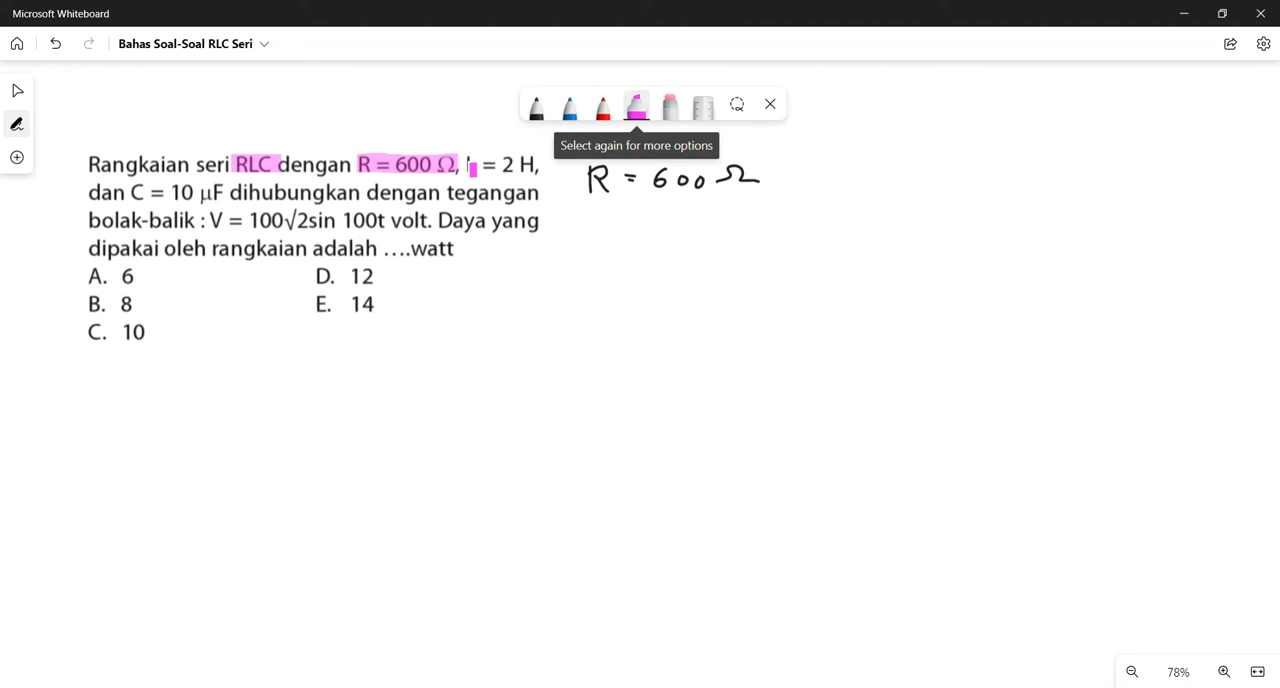 Microsoft Whiteboard
Bahas Soal-Soal RLC Seri
Select again for more options
Rangkaian seri RLC dengan R = 600 Ω, = 2 H,
dan C = 10 μF dihubungkan dengan tegangan
bolak-balik : V = 100√2sin 100t volt. Daya yang
dipakai oleh rangkaian adalah ....watt
A. 6
D. 12
B. 8
E. 14
C. 10
R = 600 Ω
78%